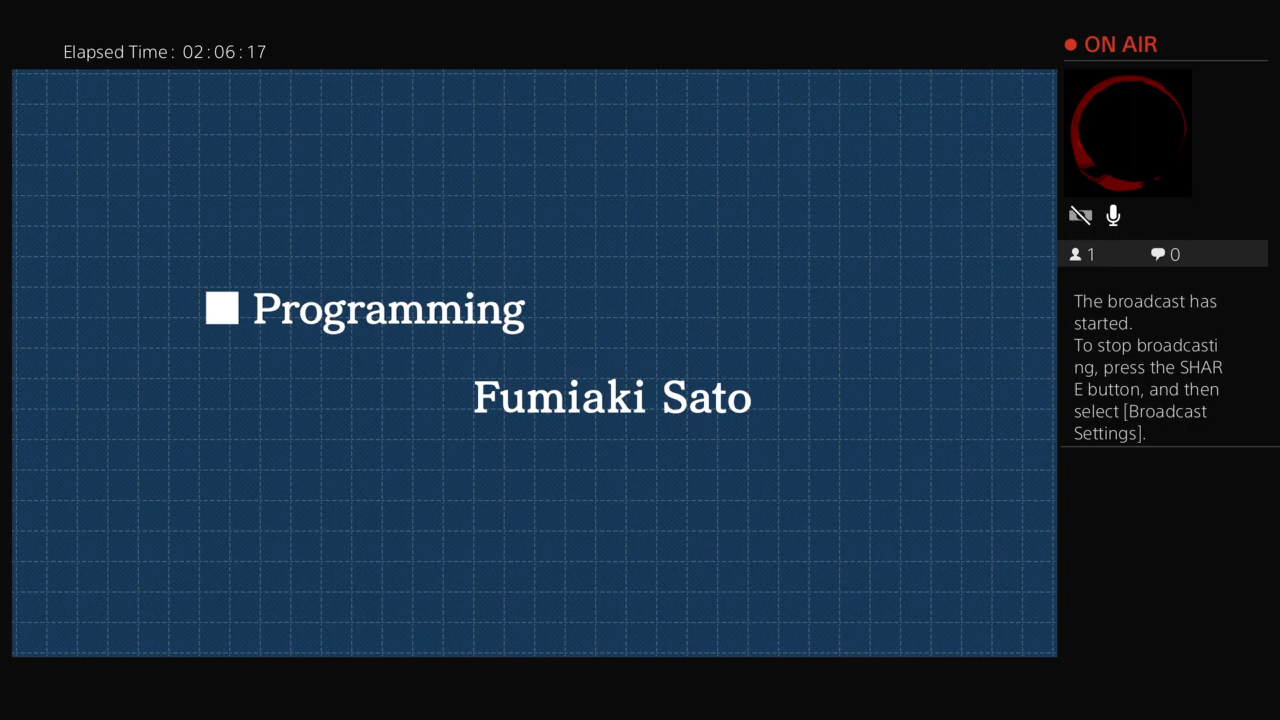 Elapsed Time: 02:06:17
ON AIR
■ Programming
Fumiaki Sato
1
0
The broadcast has
started.
To stop broadcasti
ng, press the SHAR
E button, and then
select [Broadcast
Settings].